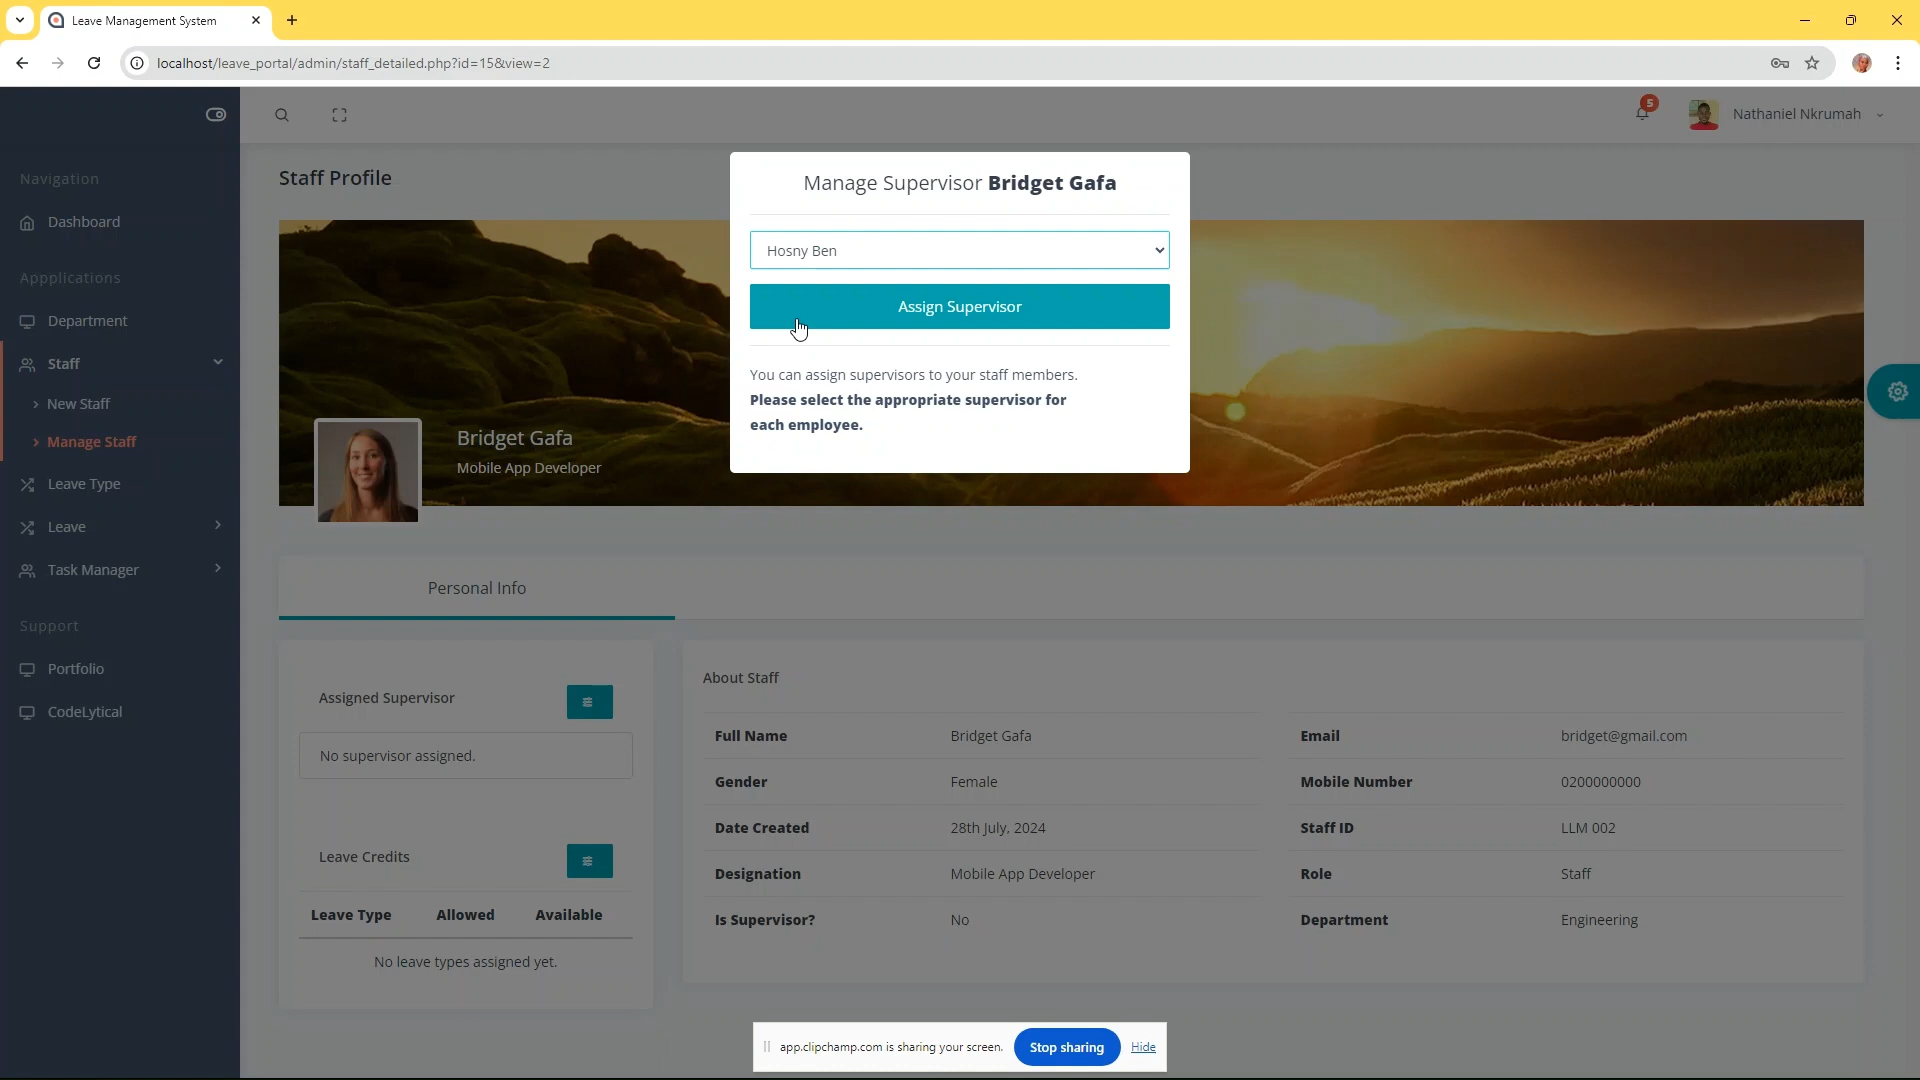 Leave Management System
localhost/leave_portal/admin/staff_detailed.php?id=15&view=2
5
Nathaniel Nkrumah
Navigation
Dashboard
Appplications
Department
Staff
New Staff
Manage Staff
Leave Type
Leave
Task Manager
Support
Portfolio
CodeLytical
Staff Profile
Manage Supervisor Bridget Gafa
Hosny Ben
Assign Supervisor
You can assign supervisors to your staff members.
Please select the appropriate supervisor for
each employee.
Bridget Gafa
Mobile App Developer
Personal Info
Assigned Supervisor
No supervisor assigned.
Leave Credits
Leave Type Allowed Available
No leave types assigned yet.
About Staff
Full Name Bridget Gafa Email bridget@gmail.com
Gender Female Mobile Number 0200000000
Date Created 28th July, 2024 Staff ID LLM 002
Designation Mobile App Developer Role Staff
Is Supervisor? No Department Engineering
app.clipchamp.com is sharing your screen. Stop sharing Hide